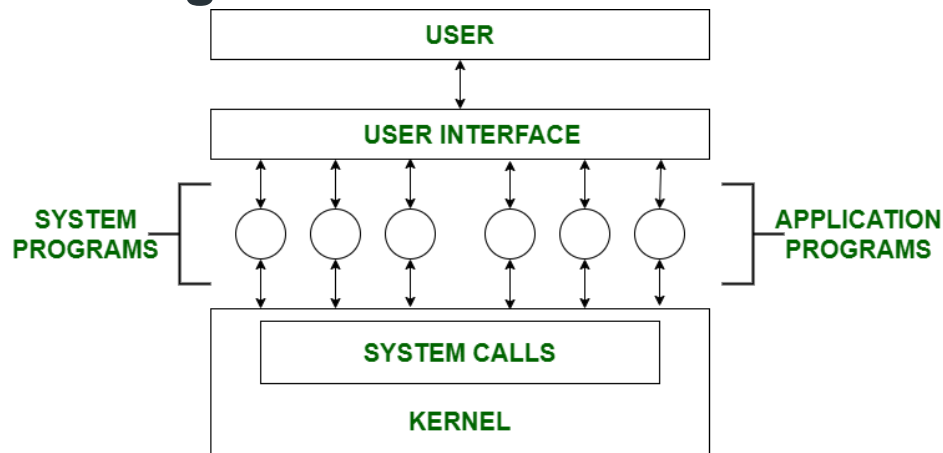 USER
USER INTERFACE
SYSTEM
PROGRAMS
APPLICATION
PROGRAMS
SYSTEM CALLS
KERNEL